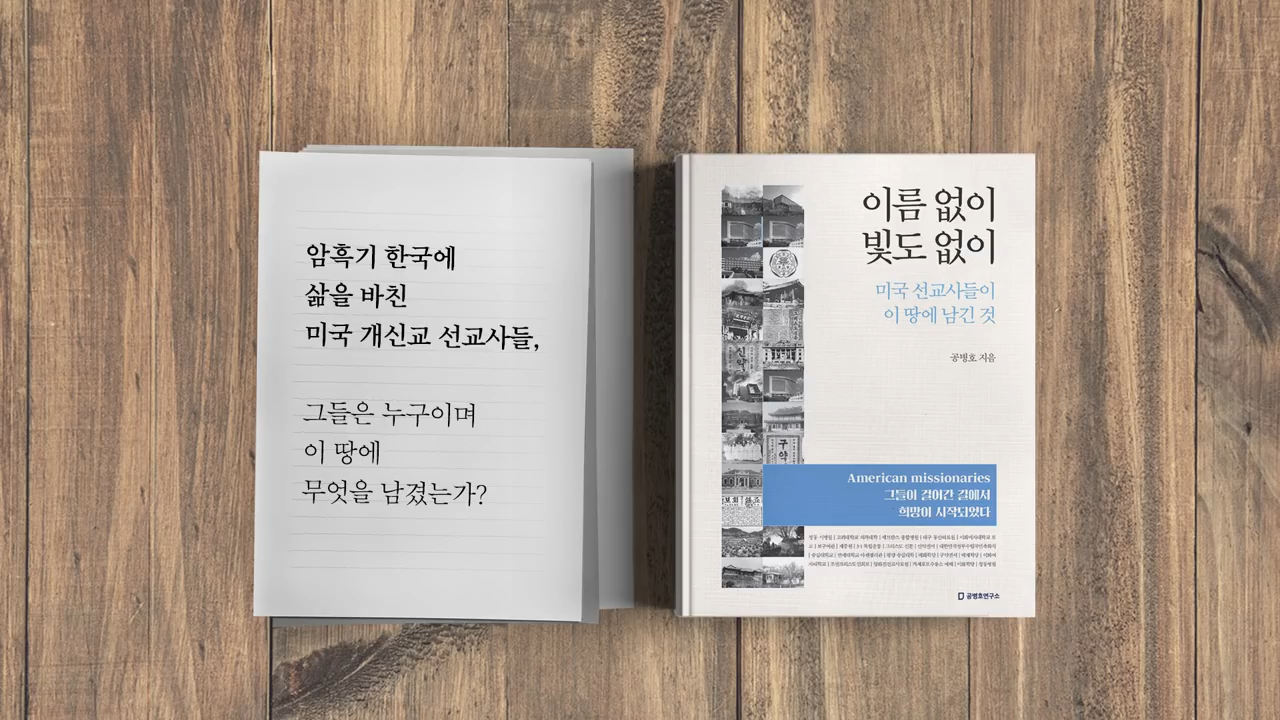 암흑기 한국에
삶을 바친
미국 개신교 선교사들,
그들은 누구이며
이 땅에
무엇을 남겼는가?
이름 없이
빛도 없이
미국 선교사들이
이 땅에 남긴 것
공병호 지음
신약
구약
American missionaries
그들이 걸어간 길에서
희망이 시작되었다
공병호연구소